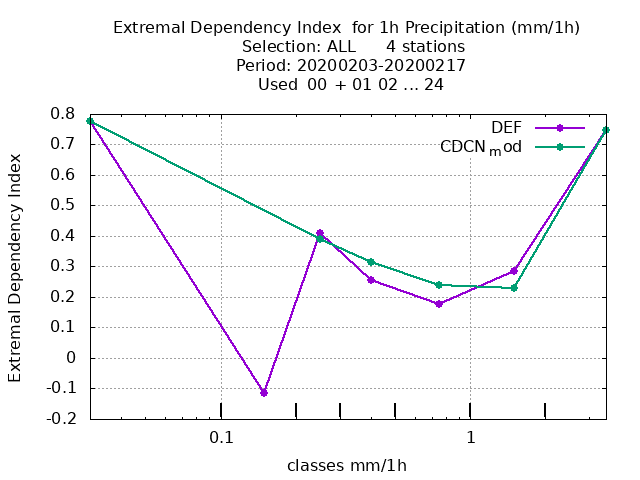 Extremal Dependency Index  for 1h Precipitation (mm/1h)
Selection: ALL      4 stations
Period: 20200203-20200217
Used  00  + 01 02 ... 24
DEF
CDCN mod
0.8
0.7
0.6
0.5
0.4
0.3
0.2
0.1
0
-0.1
-0.2
Extremal Dependency Index
0.1
1
classes mm/1h